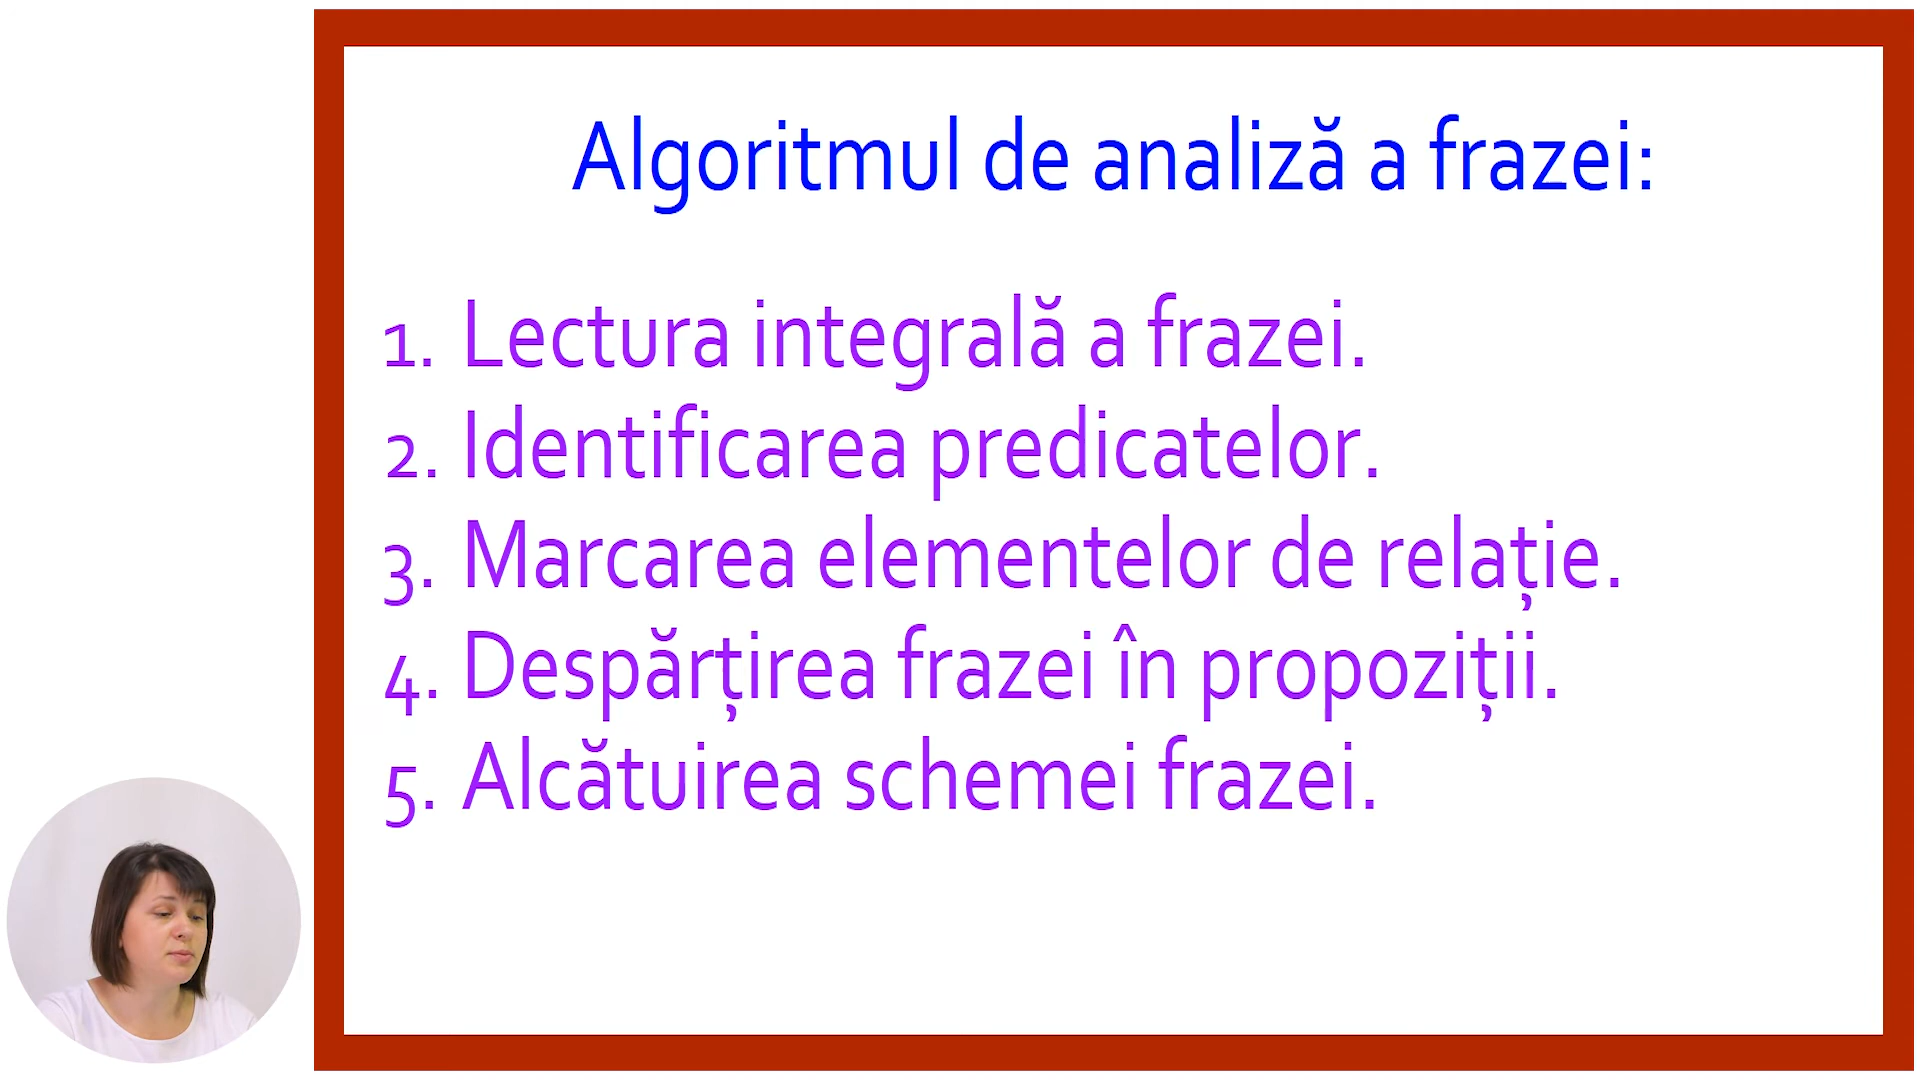 Algoritmul de analiză a frazei:
1. Lectura integrală a frazei.
2. Identificarea predicatelor.
3. Marcarea elementelor de relație.
4. Despărțirea frazei în propoziții.
5. Alcătuirea schemei frazei.